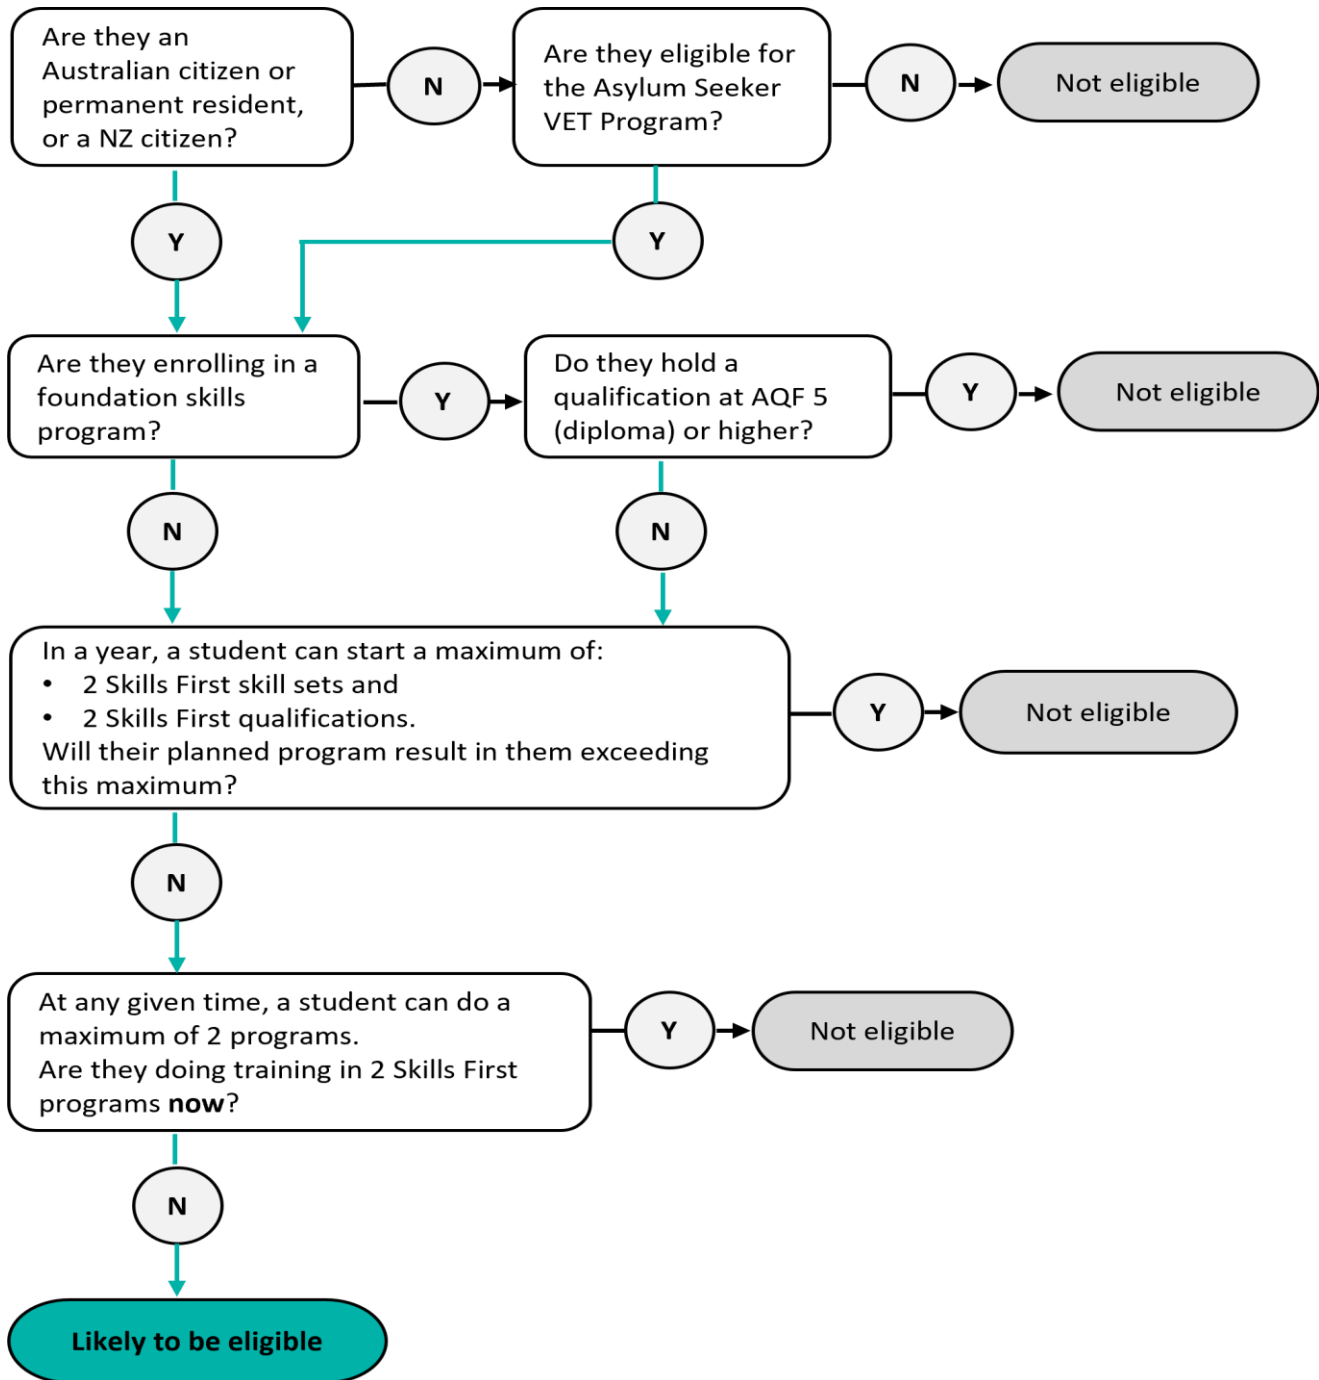 Are they an
Australian citizen or
permanent resident,
or a NZ citizen?
N
Are they eligible for
the Asylum Seeker
VET Program?
N
Not eligible
Y
Y
Are they enrolling in a
foundation skills
program?
Y
Do they hold a
qualification at AQF 5
(diploma) or higher?
Y
Not eligible
N
N
In a year, a student can start a maximum of:
• 2 Skills First skill sets and
• 2 Skills First qualifications.
Will their planned program result in them exceeding
this maximum?
Y
Not eligible
N
At any given time, a student can do a
maximum of 2 programs.
Are they doing training in 2 Skills First
programs now?
Y
Not eligible
N
Likely to be eligible